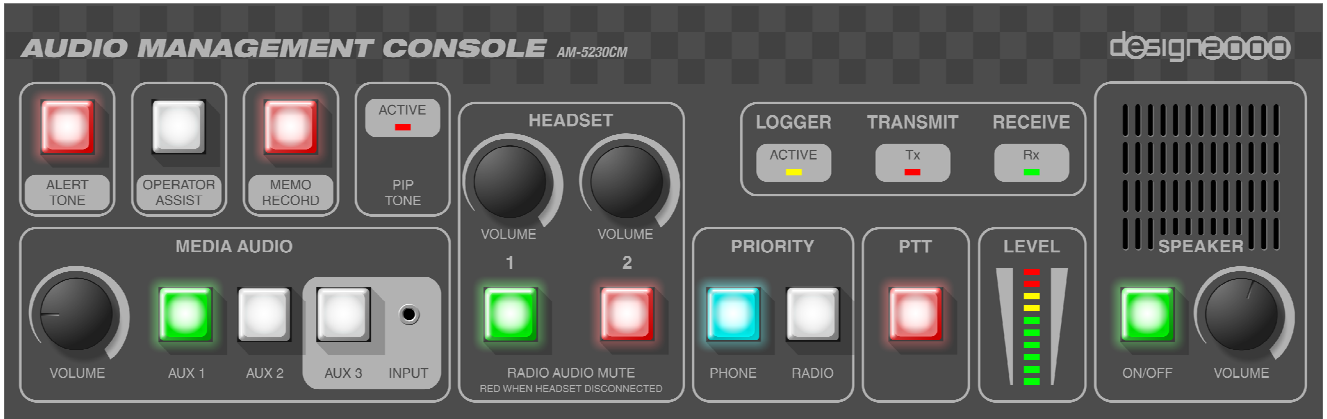 AUDIO MANAGEMENT CONSOLE AM-5230CM
design2000
ALERT
TONE
OPERATOR
ASSIST
MEMO
RECORD
ACTIVE
PIP
TONE
HEADSET
VOLUME
VOLUME
1
2
RADIO AUDIO MUTE
RED WHEN HEADSET DISCONNECTED
LOGGER
ACTIVE
TRANSMIT
Tx
RECEIVE
Rx
MEDIA AUDIO
VOLUME
AUX 1
AUX 2
AUX 3
INPUT
PRIORITY
PHONE
RADIO
PTT
LEVEL
SPEAKER
ON/OFF
VOLUME